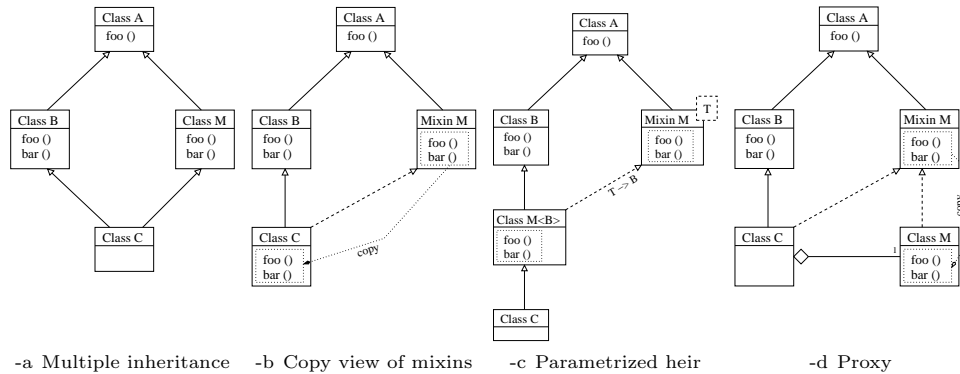 Class A
foo ()
Class B
foo ()
bar ()
Class M
foo ()
bar ()
Class C
-a Multiple inheritance
Class A
foo ()
Class B
foo ()
bar ()
Mixin M
foo ()
bar ()
Class C
foo ()
bar ()
copy
-b Copy view of mixins
Class A
foo ()
Class B
foo ()
bar ()
Mixin M
T
foo ()
bar ()
T -> B
Class M<B>
foo ()
bar ()
Class C
-c Parametrized heir
Class A
foo ()
Class B
foo ()
bar ()
Mixin M
foo ()
bar ()
copy
Class C
1
Class M
foo ()
bar ()
-d Proxy